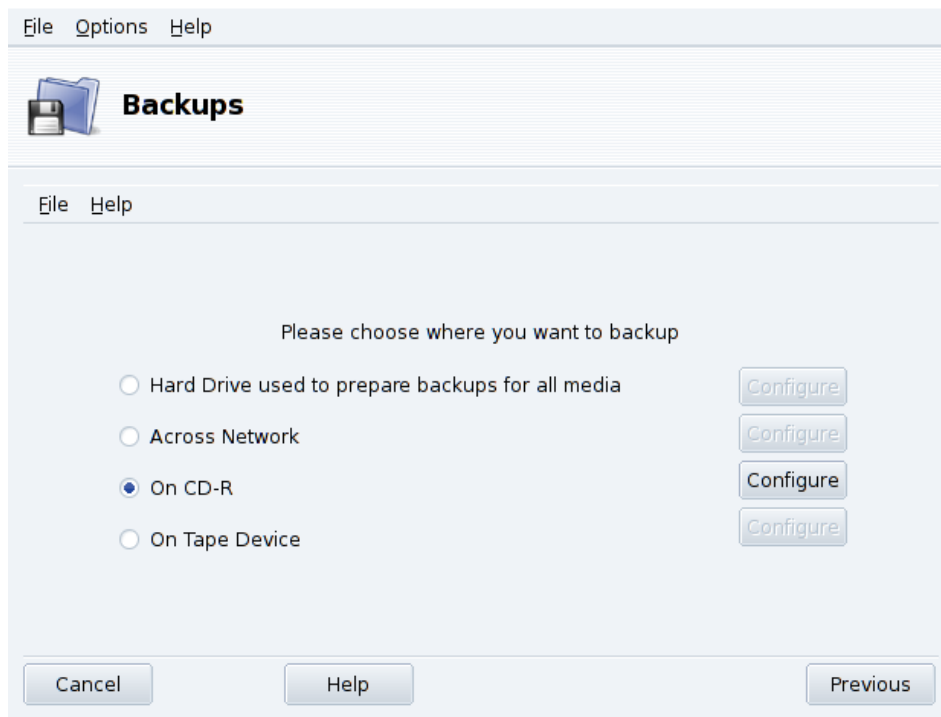 File Options Help
Backups
File Help
Please choose where you want to backup
Hard Drive used to prepare backups for all media Configure
Across Network Configure
On CD-R Configure
On Tape Device Configure
Cancel Help Previous